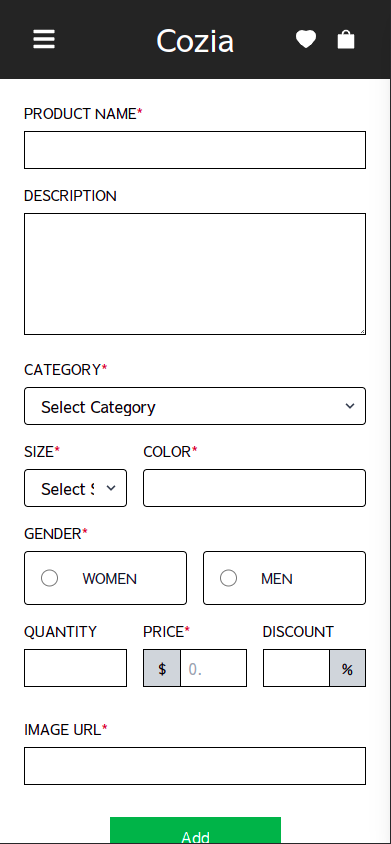 Cozia
PRODUCT NAME*
DESCRIPTION
CATEGORY*
Select Category
SIZE* COLOR*
Select S
GENDER*
WOMEN MEN
QUANTITY PRICE* DISCOUNT
$ 0. %
IMAGE URL*
Add